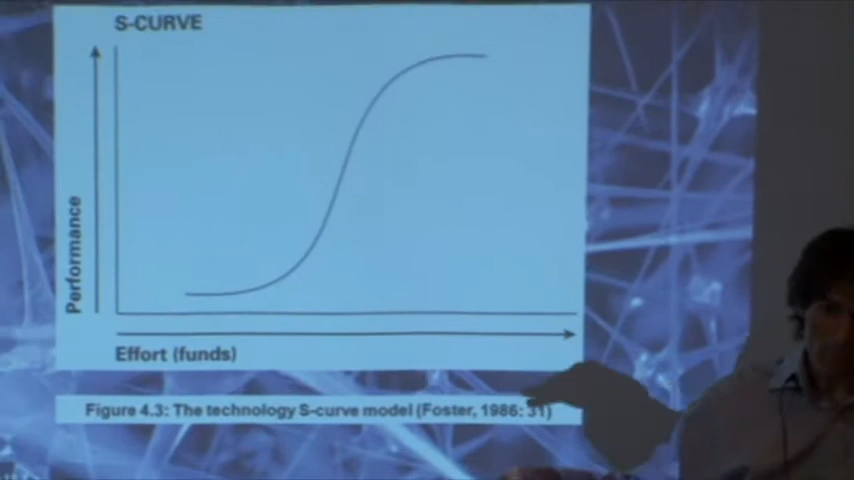 S-CURVE
Performance
Effort (funds)
Figure 4.3: The technology S-curve model (Foster, 1986: 31)